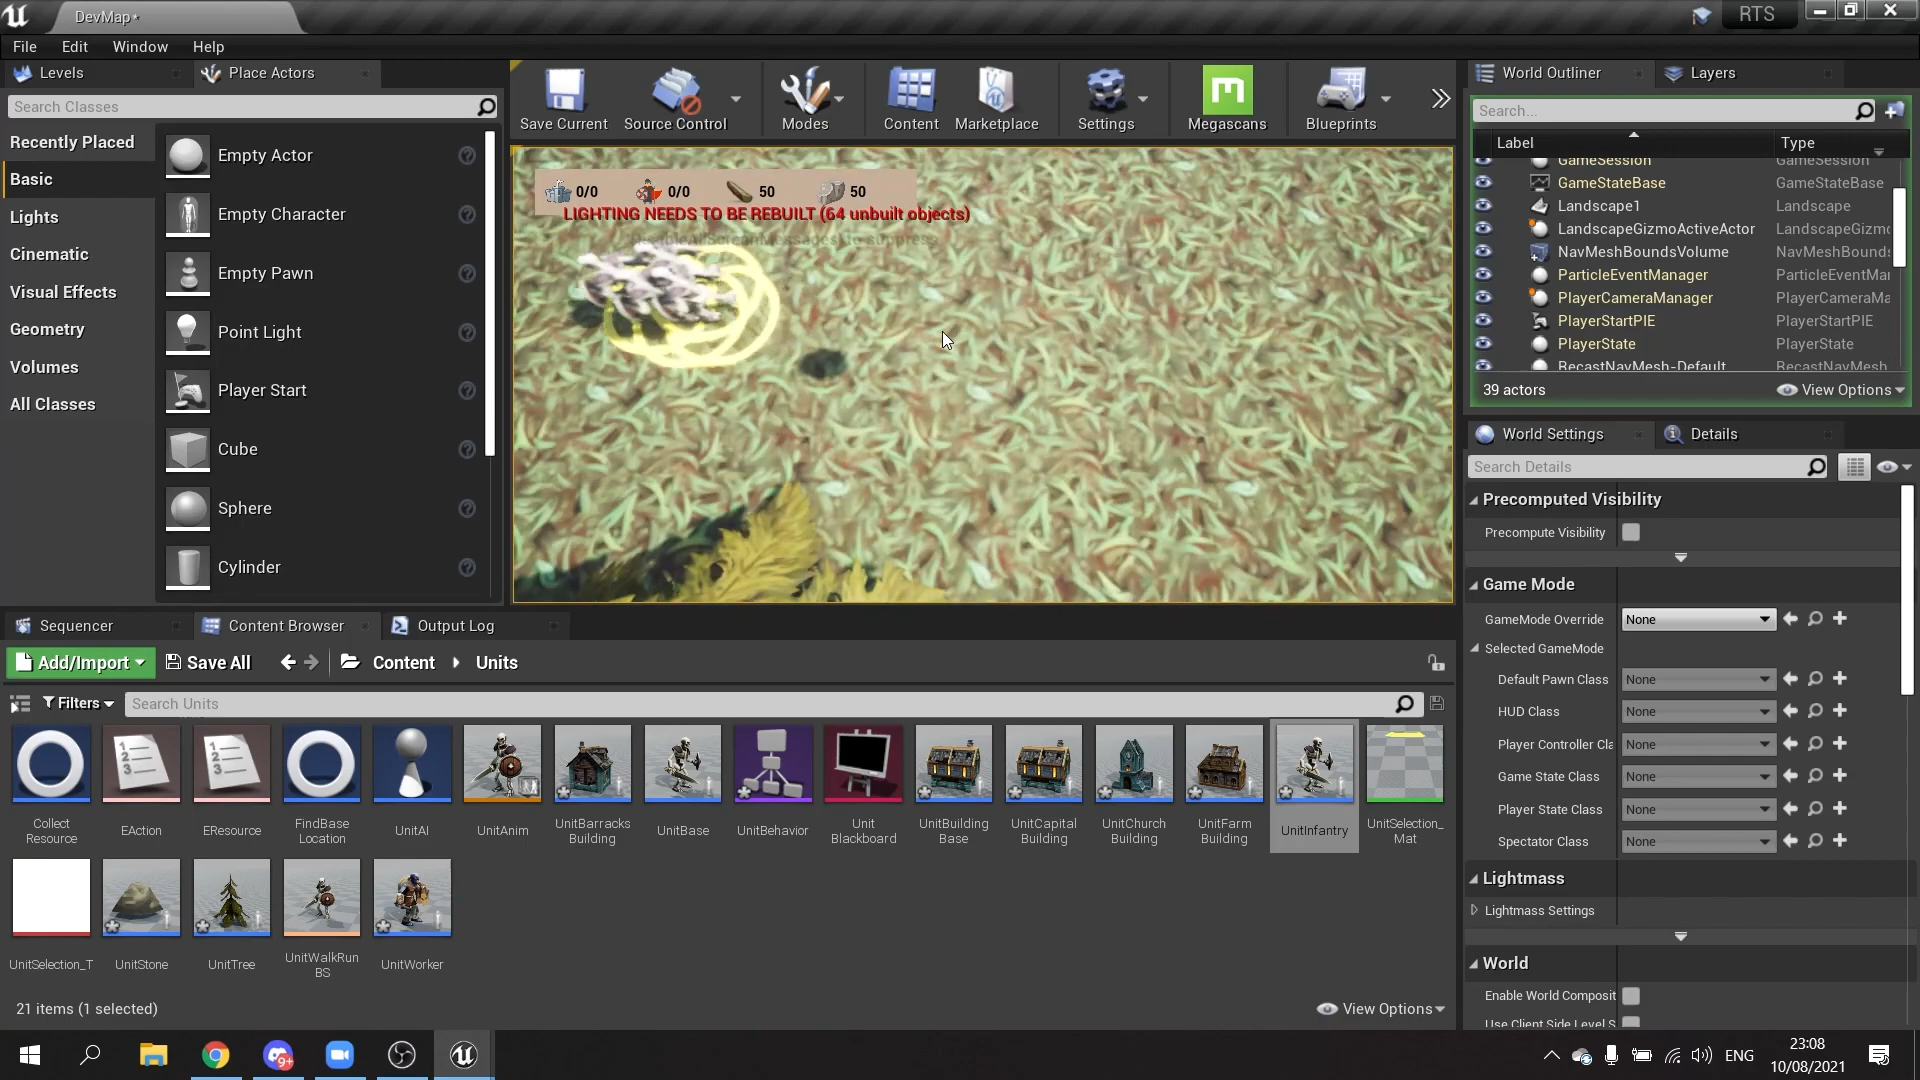 DevMap*
RTS
File
Edit
Window
Help
Levels
Place Actors
Search Classes
Recently Placed
Basic
Lights
Cinematic
Visual Effects
Geometry
Volumes
All Classes
Empty Actor
Empty Character
Empty Pawn
Point Light
Player Start
Cube
Sphere
Cylinder
Save Current
Source Control
Modes
Content
Marketplace
Settings
Megascans
Blueprints
0/0
0/0
50
50
LIGHTING NEEDS TO BE REBUILT (64 unbuilt objects)
World Outliner
Layers
Search...
Label
Type
GameSession
GameSession
GameStateBase
GameStateBase
Landscape1
Landscape
LandscapeGizmoActiveActor
LandscapeGizmo
NavMeshBoundsVolume
NavMeshBounds
ParticleEventManager
ParticleEventMa
PlayerCameraManager
PlayerCameraMa
PlayerStartPIE
PlayerStartPIE
PlayerState
PlayerState
RecastNavMesh-Default
RecastNavMesh
39 actors
View Options
World Settings
Details
Search Details
Precomputed Visibility
Precompute Visibility
Game Mode
GameMode Override
None
Selected GameMode
Default Pawn Class
None
HUD Class
None
Player Controller Cla
None
Game State Class
None
Player State Class
None
Spectator Class
None
Lightmass
Lightmass Settings
World
Enable World Composit
Use Client Side Level S
Sequencer
Content Browser
Output Log
Add/Import
Save All
Content
Units
Filters
Search Units
Collect
Resource
EAction
EResource
FindBase
Location
UnitAI
UnitAnim
UnitBarracks
Building
UnitBase
UnitBehavior
Unit
Blackboard
UnitBuilding
Base
UnitCapital
Building
UnitChurch
Building
UnitFarm
Building
UnitInfantry
UnitSelection_
Mat
UnitSelection_T
UnitStone
UnitTree
UnitWalkRun
BS
UnitWorker
21 items (1 selected)
View Options
9+
ENG
23:08
10/08/2021